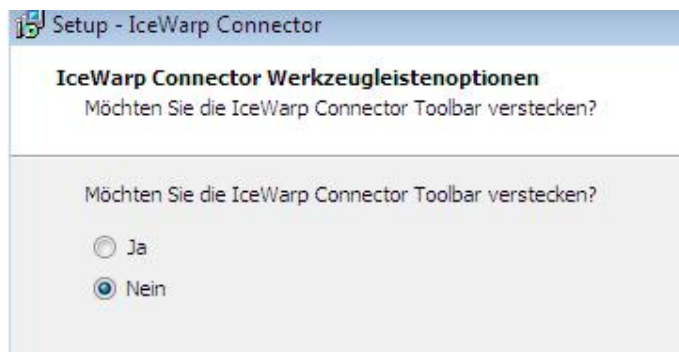 Setup - IceWarp Connector
IceWarp Connector Werkzeugleistenoptionen
Möchten Sie die IceWarp Connector Toolbar verstecken?
Möchten Sie die IceWarp Connector Toolbar verstecken?
Ja
Nein